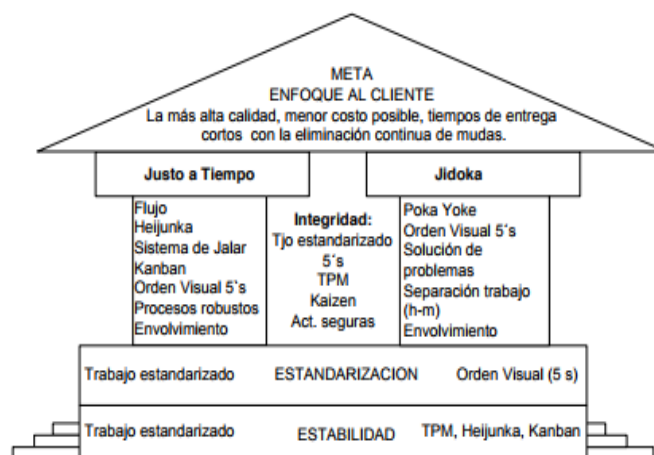 META
ENFOQUE AL CLIENTE
La más alta calidad, menor costo posible, tiempos de entrega
cortos con la eliminación continua de mudas.
Justo a Tiempo
Flujo
Heijunka
Sistema de Jalar
Kanban
Orden Visual 5´s
Procesos robustos
Envolvimiento
Integridad:
Tjo estandarizado
5´s
TPM
Kaizen
Act. seguras
Jidoka
Poka Yoke
Orden Visual 5´s
Solución de
problemas
Separación trabajo
(h-m)
Envolvimiento
Trabajo estandarizado ESTANDARIZACION Orden Visual (5 s)
Trabajo estandarizado ESTABILIDAD TPM, Heijunka, Kanban